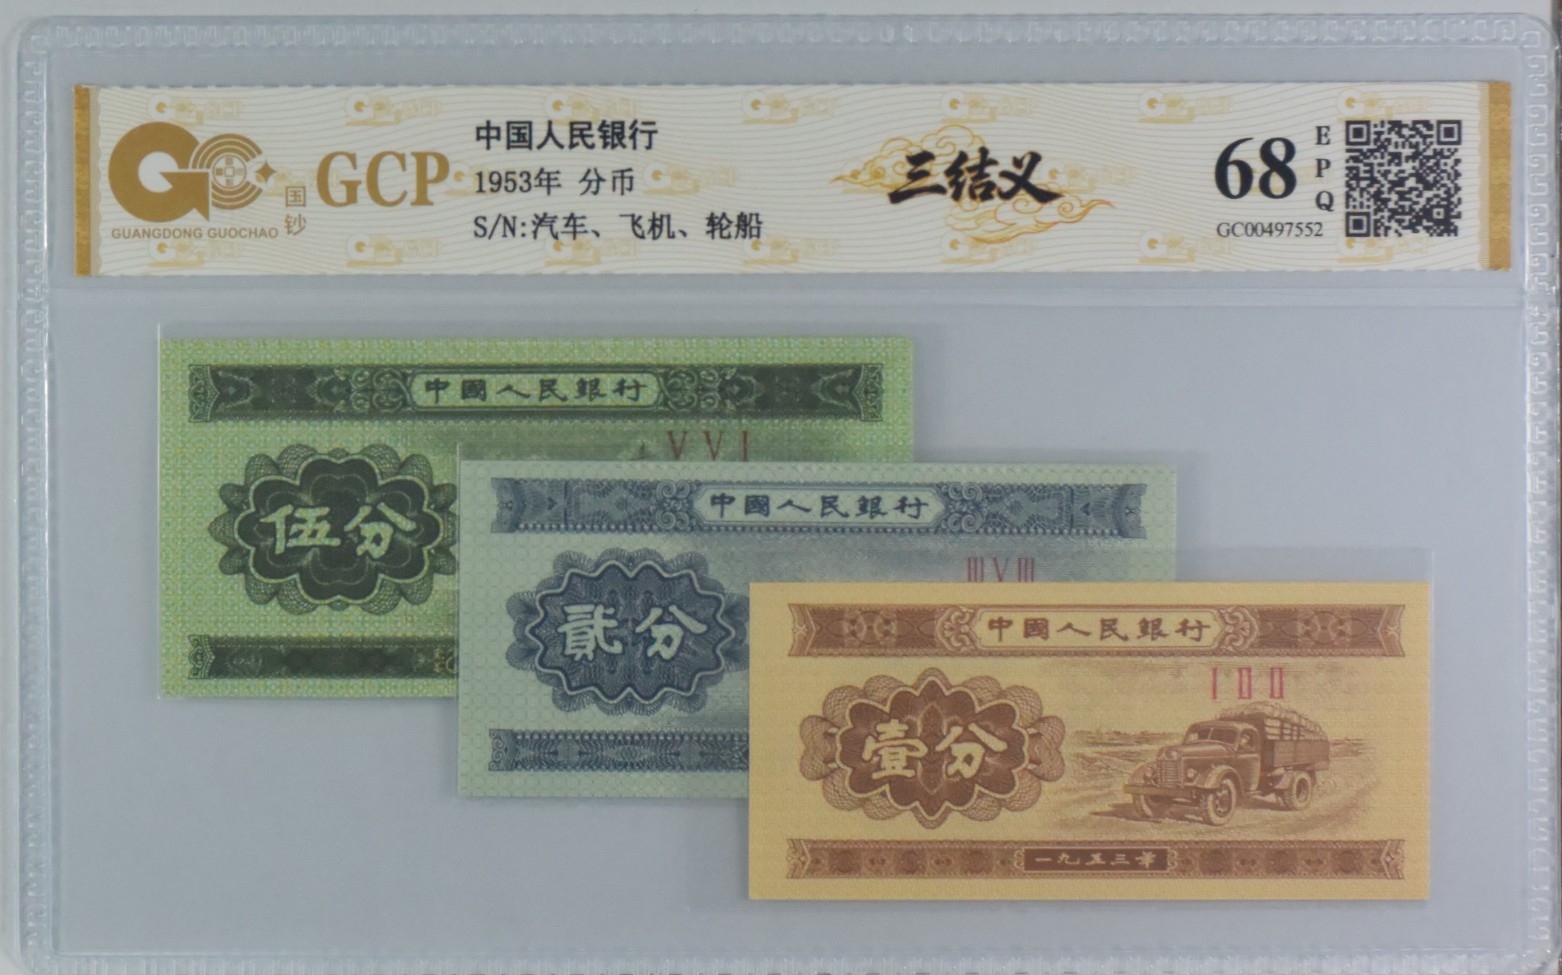 GCP
国钞
GUANGDONG GUOCHAO
中国人民银行
1953年 分币
S/N:汽车、飞机、轮船
三结义
68
EPQ
GC00497552
中國人民銀行
V V I
伍分
中國人民銀行
III V III
貳分
中國人民銀行
I 0 0
壹分
一九五三年